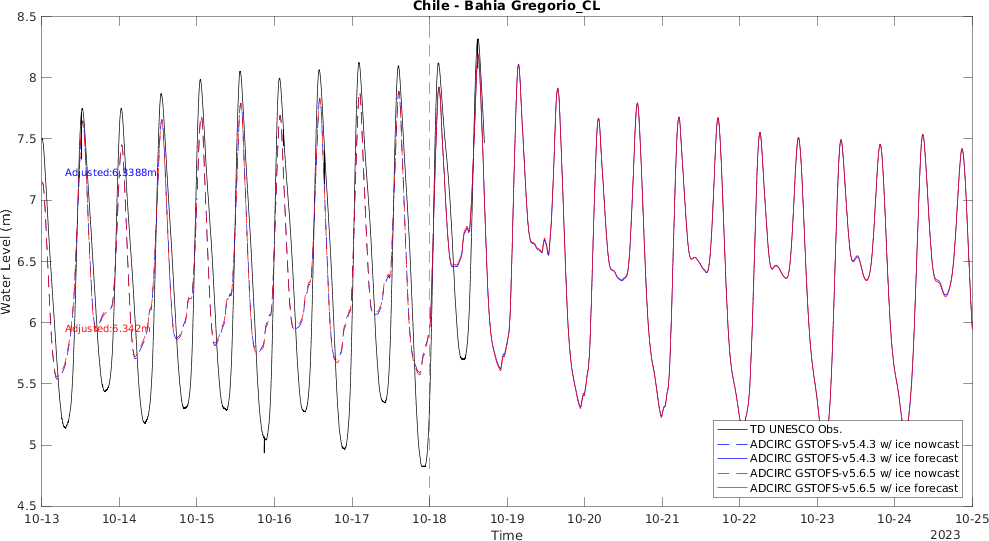 Chile - Bahia Gregorio_CL
8.5
8
7.5
7
6.5
6
5.5
5
4.5
Water Level (m)
Adjusted:6.3388m
Adjusted:6.342m
TD UNESCO Obs.
ADCIRC GSTOFS-v5.4.3 w/ ice nowcast
ADCIRC GSTOFS-v5.4.3 w/ ice forecast
ADCIRC GSTOFS-v5.6.5 w/ ice nowcast
ADCIRC GSTOFS-v5.6.5 w/ ice forecast
10-13 10-14 10-15 10-16 10-17 10-18 10-19 10-20 10-21 10-22 10-23 10-24 10-25
Time
2023